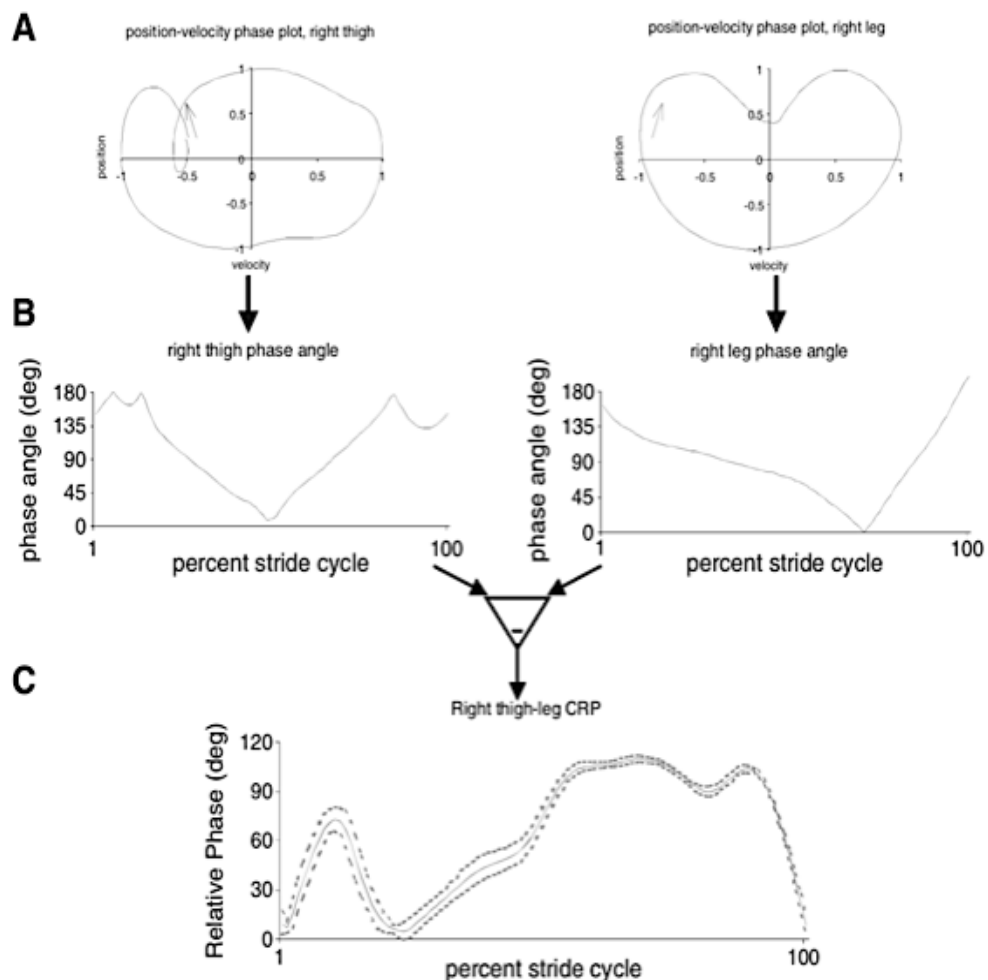 A
position-velocity phase plot, right thigh
position-velocity phase plot, right leg
1
0.5
0
-0.5
-1
-1
-0.5
0.5
1
position
velocity
1
0.5
0
-0.5
-1
-1
-0.5
0
0.5
1
position
velocity
B
right thigh phase angle
right leg phase angle
phase angle (deg)
180
135
90
45
0
1
100
percent stride cycle
phase angle (deg)
180
135
90
45
0
1
100
percent stride cycle
-
C
Right thigh-leg CRP
Relative Phase (deg)
120
90
60
30
0
1
100
percent stride cycle